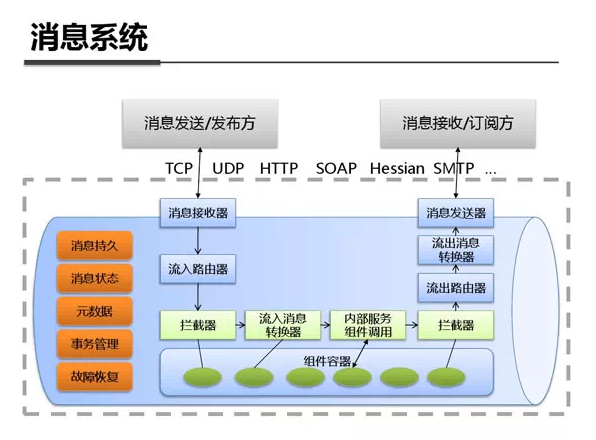 消息系统
消息发送/发布方
消息接收/订阅方
TCP UDP HTTP SOAP Hessian SMTP ...
消息接收器
消息发送器
消息持久
流出消息
转换器
消息状态
流入路由器
流出路由器
元数据
拦截器
流入消息
转换器
内部服务
组件调用
拦截器
事务管理
组件容器
故障恢复